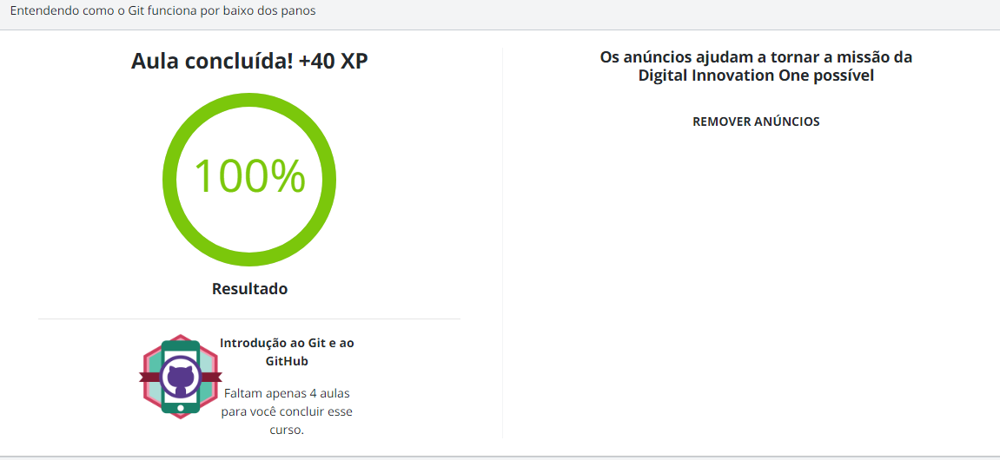 Entendendo como o Git funciona por baixo dos panos
Aula concluída! +40 XP
100%
Resultado
Introdução ao Git e ao
GitHub
Faltam apenas 4 aulas
para você concluir esse
curso.
Os anúncios ajudam a tornar a missão da
Digital Innovation One possível
REMOVER ANÚNCIOS